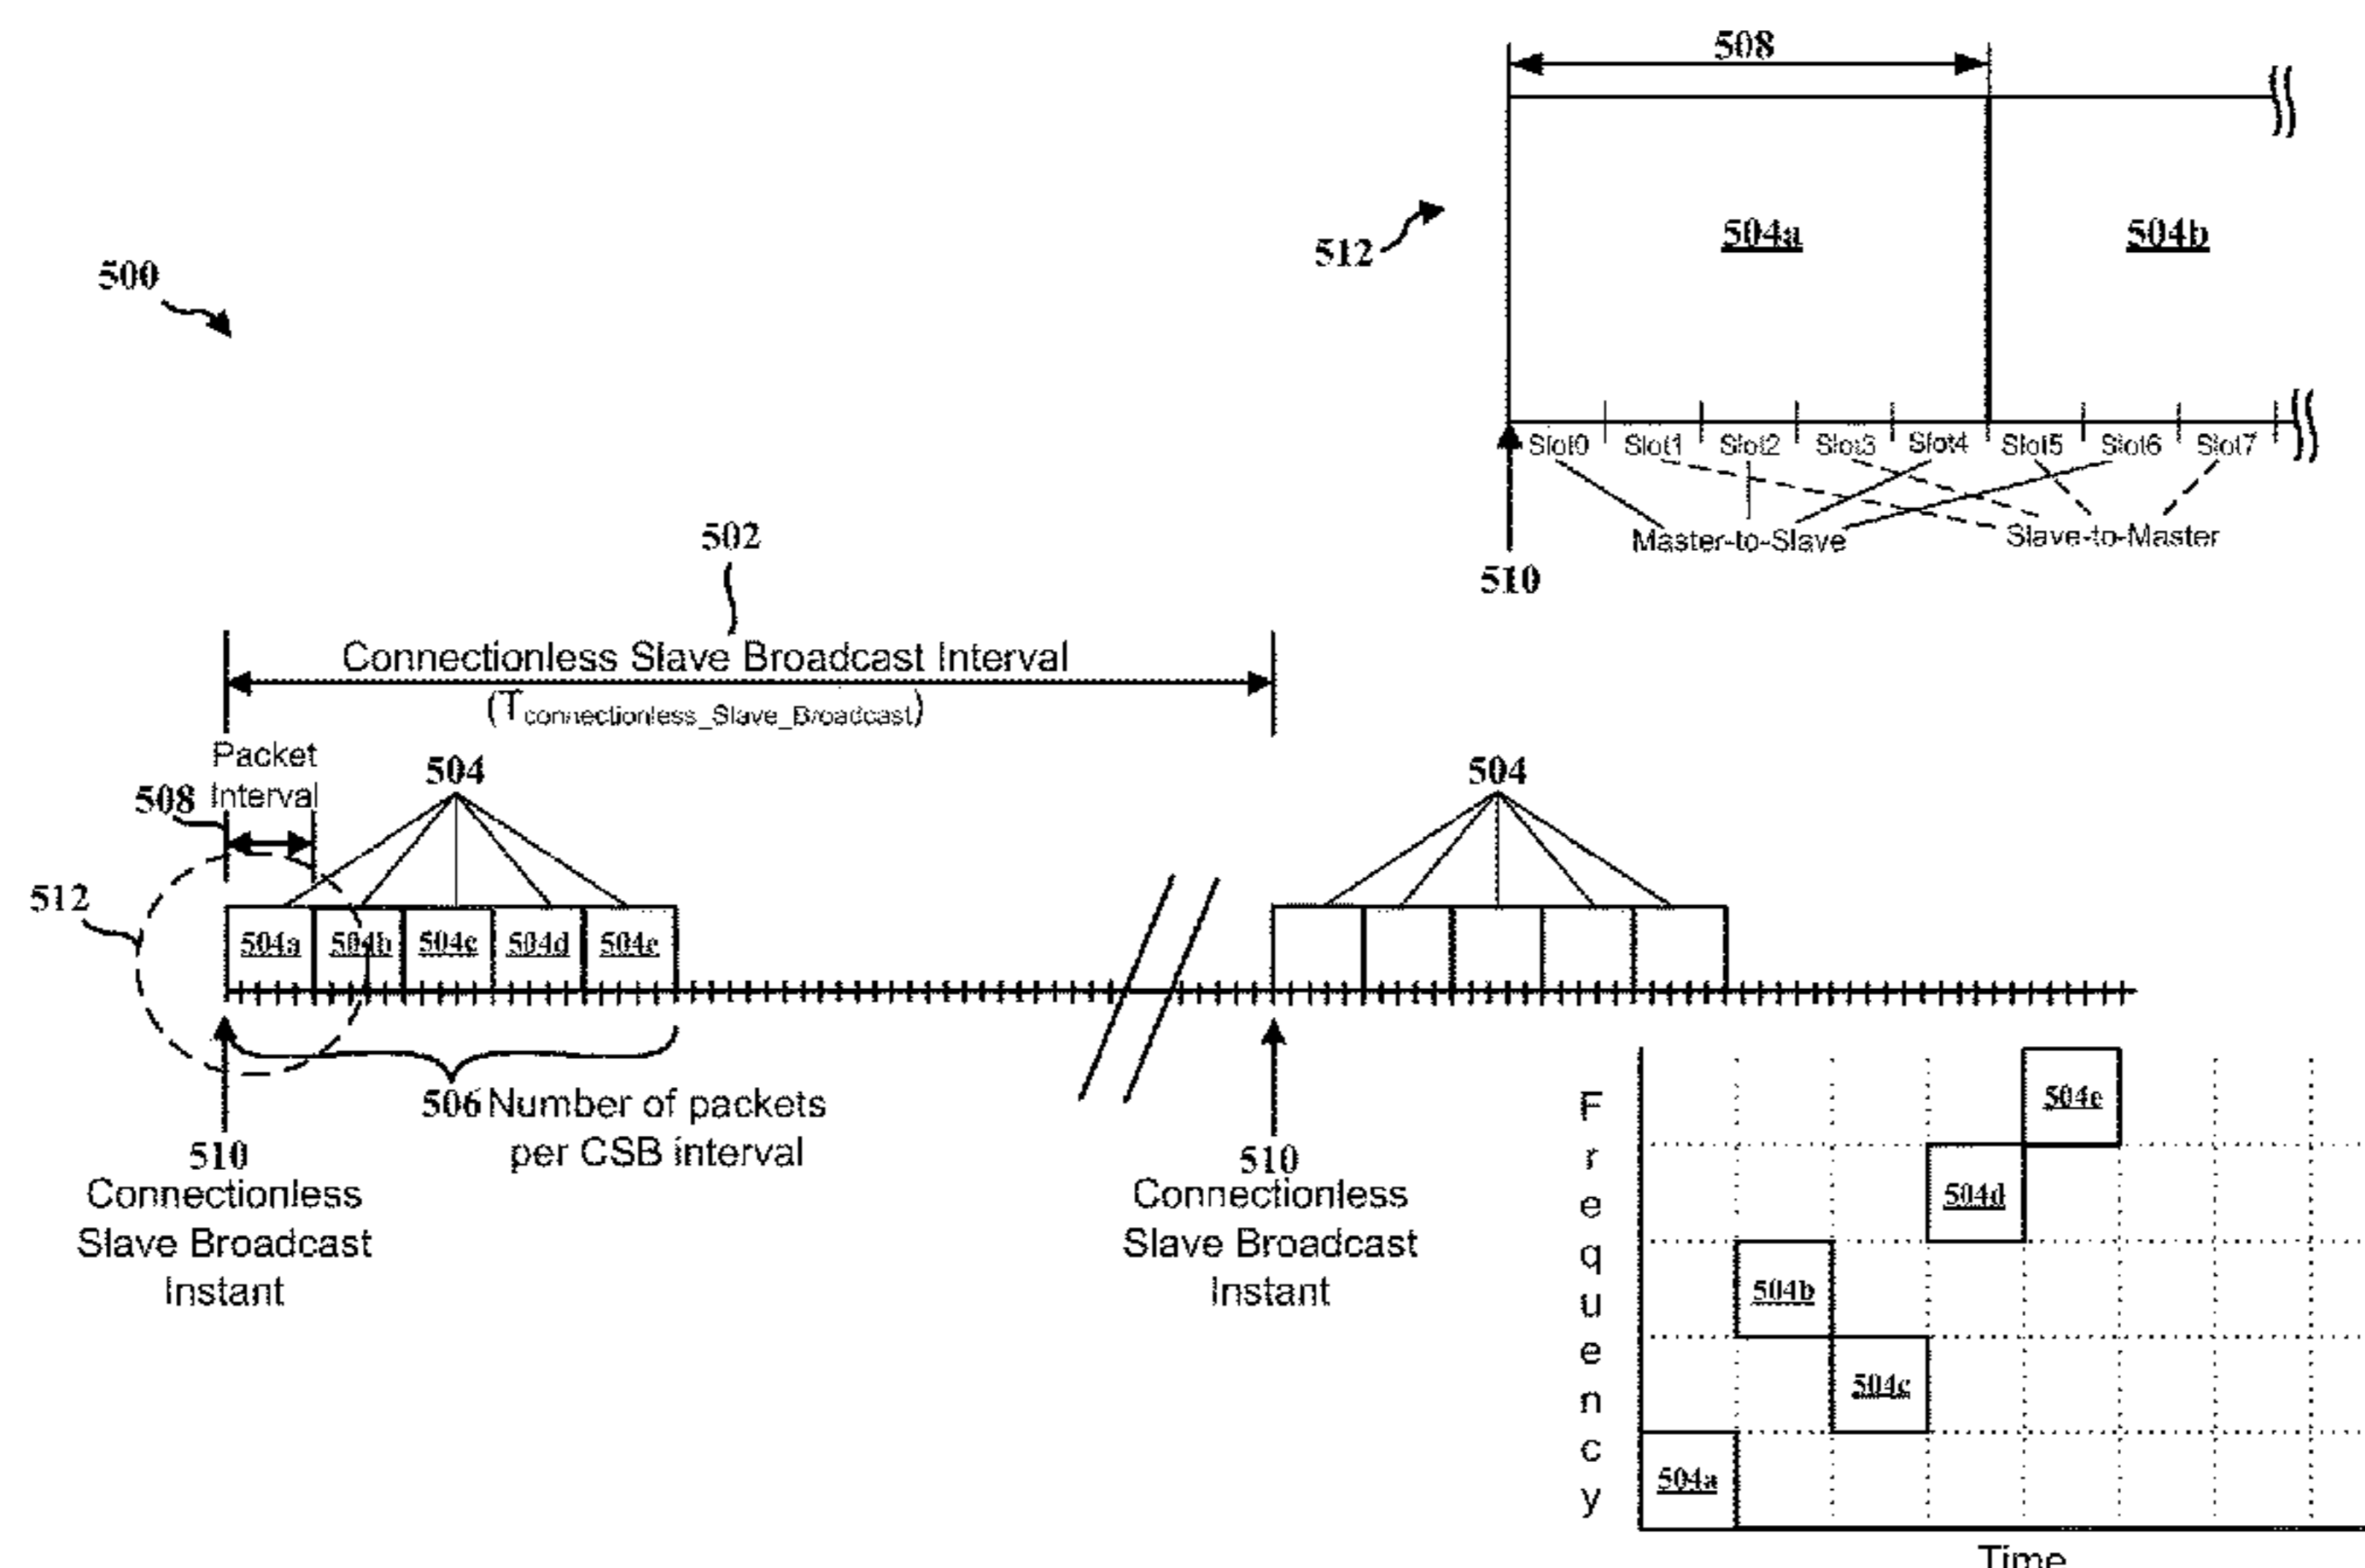 508
512
504a
504b
500
Slot0 Slot1 Slot2 Slot3 Slot4 Slot5 Slot6 Slot7
Master-to-Slave
Slave-to-Master
510
502
Connectionless Slave Broadcast Interval
(Tconnectionless_Slave_Broadcast)
Packet
Interval
508
504
504
512
504a
504b
504c
504d
504e
506 Number of packets
per CSB interval
510
Connectionless
Slave Broadcast
Instant
510
Connectionless
Slave Broadcast
Instant
Frequency
504e
504d
504b
504c
504a
Time